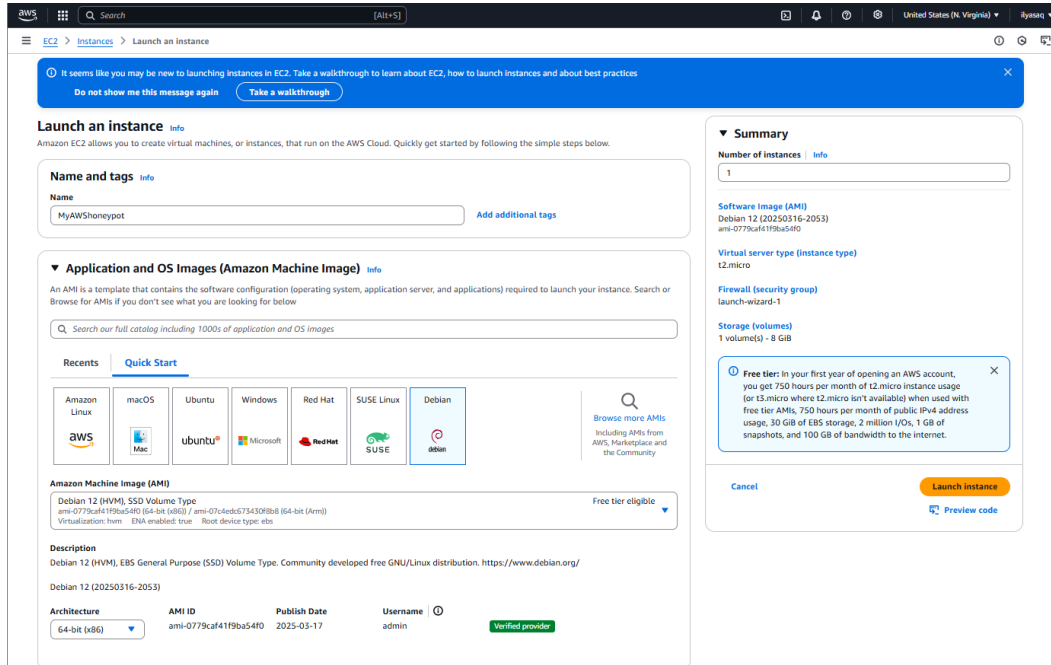 aws
Search [Alt+S]
United States (N. Virginia) ▼ ilyasaq
EC2 > Instances > Launch an instance
It seems like you may be new to launching instances in EC2. Take a walkthrough to learn about EC2, how to launch instances and about best practices
Do not show me this message again Take a walkthrough
Launch an instance Info
Amazon EC2 allows you to create virtual machines, or instances, that run on the AWS Cloud. Quickly get started by following the simple steps below.
Name and tags Info
Name
MyAWShoneypot
Add additional tags
▼ Application and OS Images (Amazon Machine Image) Info
An AMI is a template that contains the software configuration (operating system, application server, and applications) required to launch your instance. Search or
Browse for AMIs if you don't see what you are looking for below
Search our full catalog including 1000s of application and OS images
Recents Quick Start
Amazon
Linux
aws
macOS
Mac
Ubuntu
ubuntu®
Windows
Microsoft
Red Hat
Red Hat
SUSE Linux
SUSE
Debian
debian
Browse more AMIs
Including AMIs from
AWS, Marketplace and
the Community
Amazon Machine Image (AMI)
Debian 12 (HVM), SSD Volume Type Free tier eligible
ami-0779caf41f9ba54f0 (64-bit (x86)) / ami-07c4edc673430f8b8 (64-bit (Arm))
Virtualization: hvm ENA enabled: true Root device type: ebs
Description
Debian 12 (HVM), EBS General Purpose (SSD) Volume Type. Community developed free GNU/Linux distribution. https://www.debian.org/
Debian 12 (20250316-2053)
Architecture AMI ID Publish Date Username
64-bit (x86) ami-0779caf41f9ba54f0 2025-03-17 admin Verified provider
▼ Summary
Number of instances Info
1
Software Image (AMI)
Debian 12 (20250316-2053)
ami-0779caf41f9ba54f0
Virtual server type (instance type)
t2.micro
Firewall (security group)
launch-wizard-1
Storage (volumes)
1 volume(s) - 8 GiB
Free tier: In your first year of opening an AWS account,
you get 750 hours per month of t2.micro instance usage
(or t3.micro where t2.micro isn't available) when used with
free tier AMIs, 750 hours per month of public IPv4 address
usage, 30 GiB of EBS storage, 2 million I/Os, 1 GB of
snapshots, and 100 GB of bandwidth to the internet.
Cancel Launch instance
Preview code